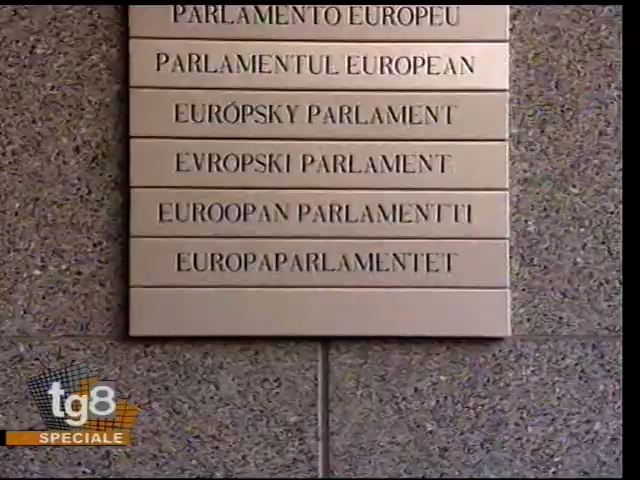 PARLAMENTO EUROPEU
PARLAMENTUL EUROPEAN
EURÓPSKY PARLAMENT
EVROPSKI PARLAMENT
EUROOPAN PARLAMENTTI
EUROPAPARLAMENTET
tg8
SPECIALE